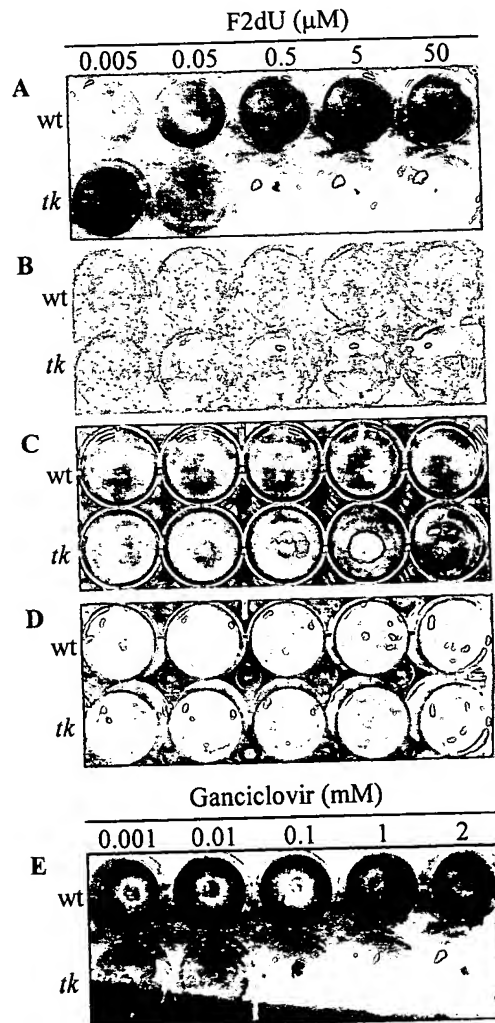 F2dU (µM)
0.005 0.05 0.5 5 50
A
wt
tk
B
wt
tk
C
wt
tk
D
wt
tk
Ganciclovir (mM)
0.001 0.01 0.1 1 2
E
wt
tk